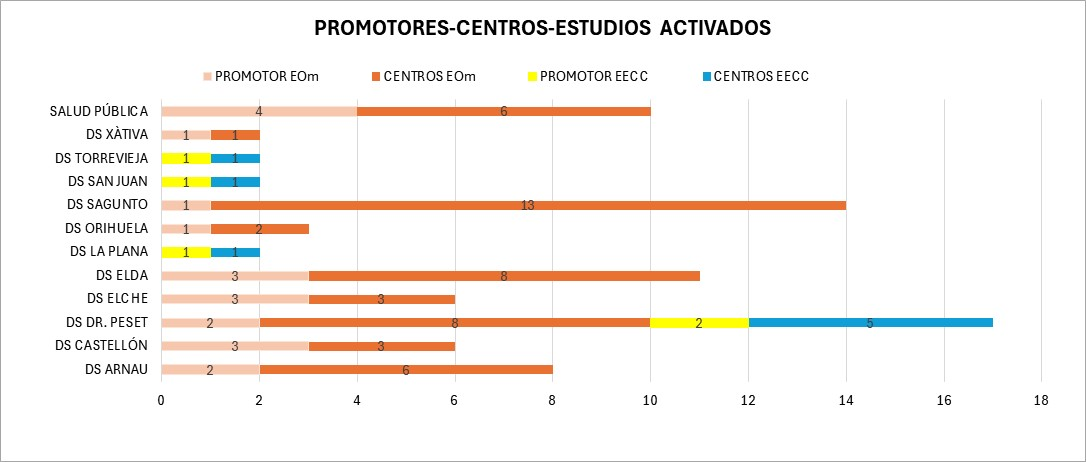 PROMOTORES-CENTROS-ESTUDIOS ACTIVADOS
PROMOTOR EOm CENTROS EOm PROMOTOR EECC CENTROS EECC
SALUD PÚBLICA 4 6
DS XÀTIVA 1 1
DS TORREVIEJA 1 1
DS SAN JUAN 1 1
DS SAGUNTO 1 13
DS ORIHUELA 1 2
DS LA PLANA 1 1
DS ELDA 3 8
DS ELCHE 3 3
DS DR. PESET 2 8 2 5
DS CASTELLÓN 3 3
DS ARNAU 2 6
0 2 4 6 8 10 12 14 16 18